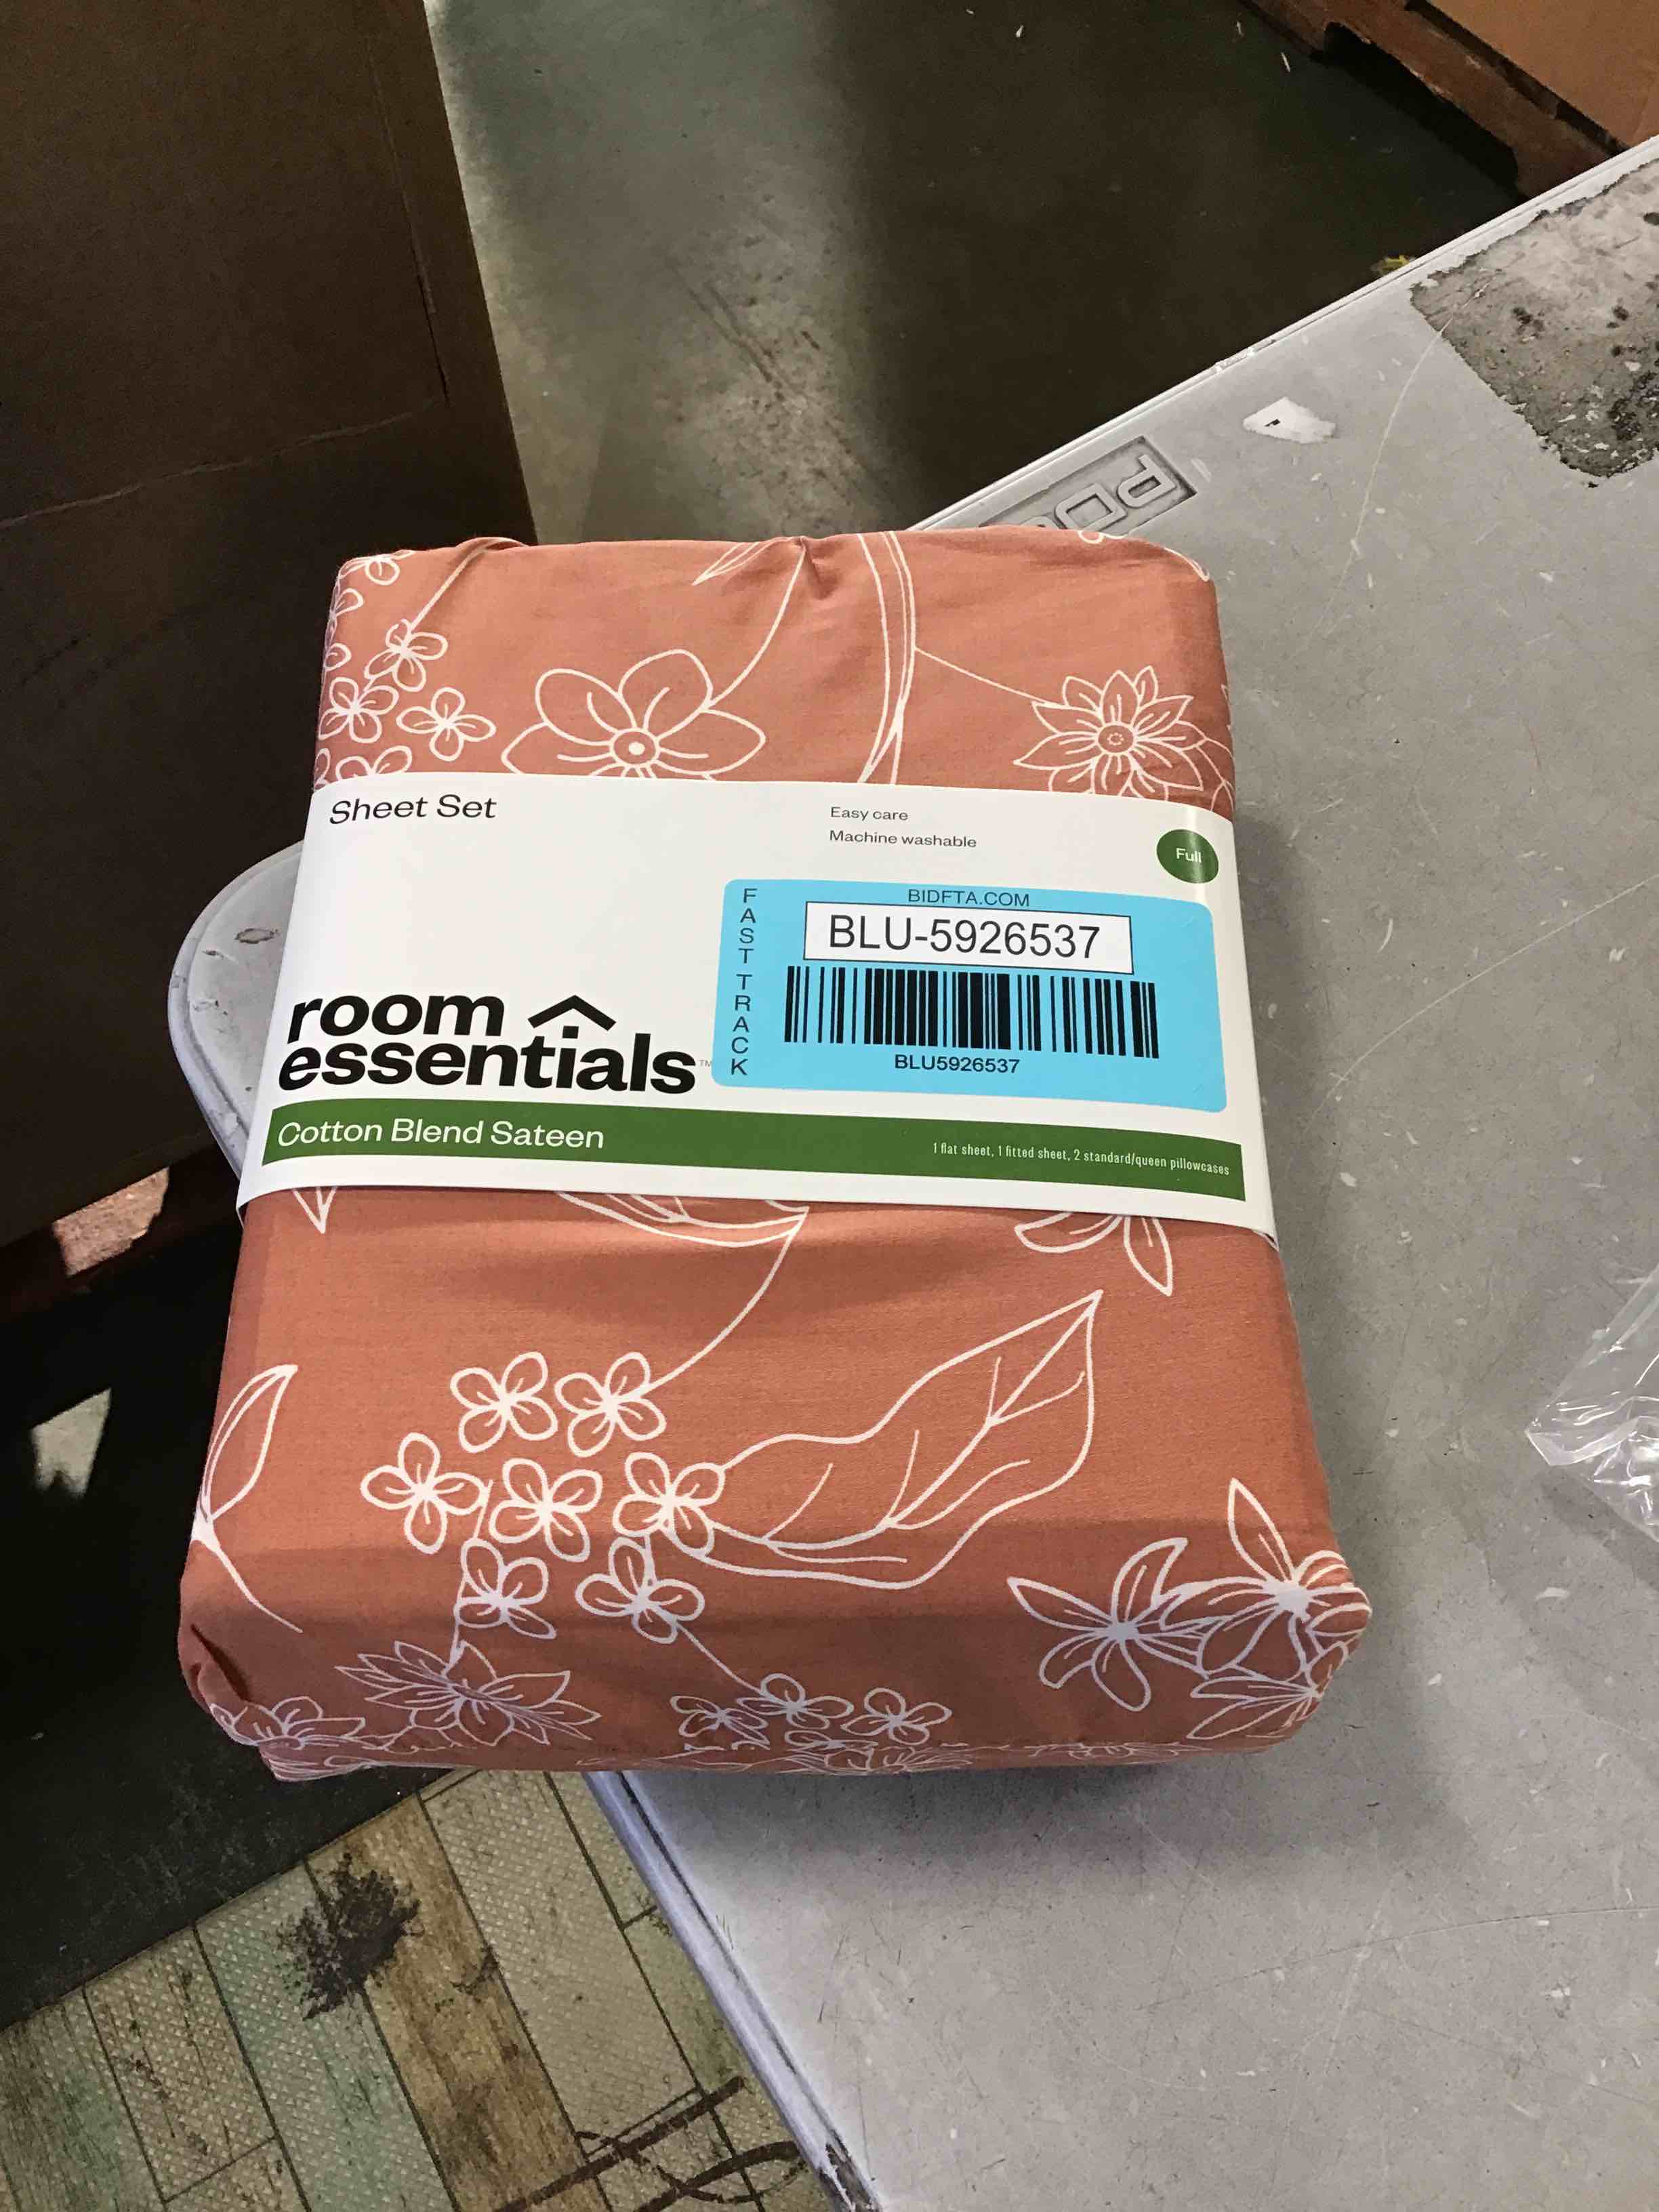 Sheet Set
Easy care
Machine washable
Full
FAST TRACK
BIDFTA.COM
BLU-5926537
BLU5926537
room
essentials™
Cotton Blend Sateen
1 flat sheet, 1 fitted sheet, 2 standard/queen pillowcases